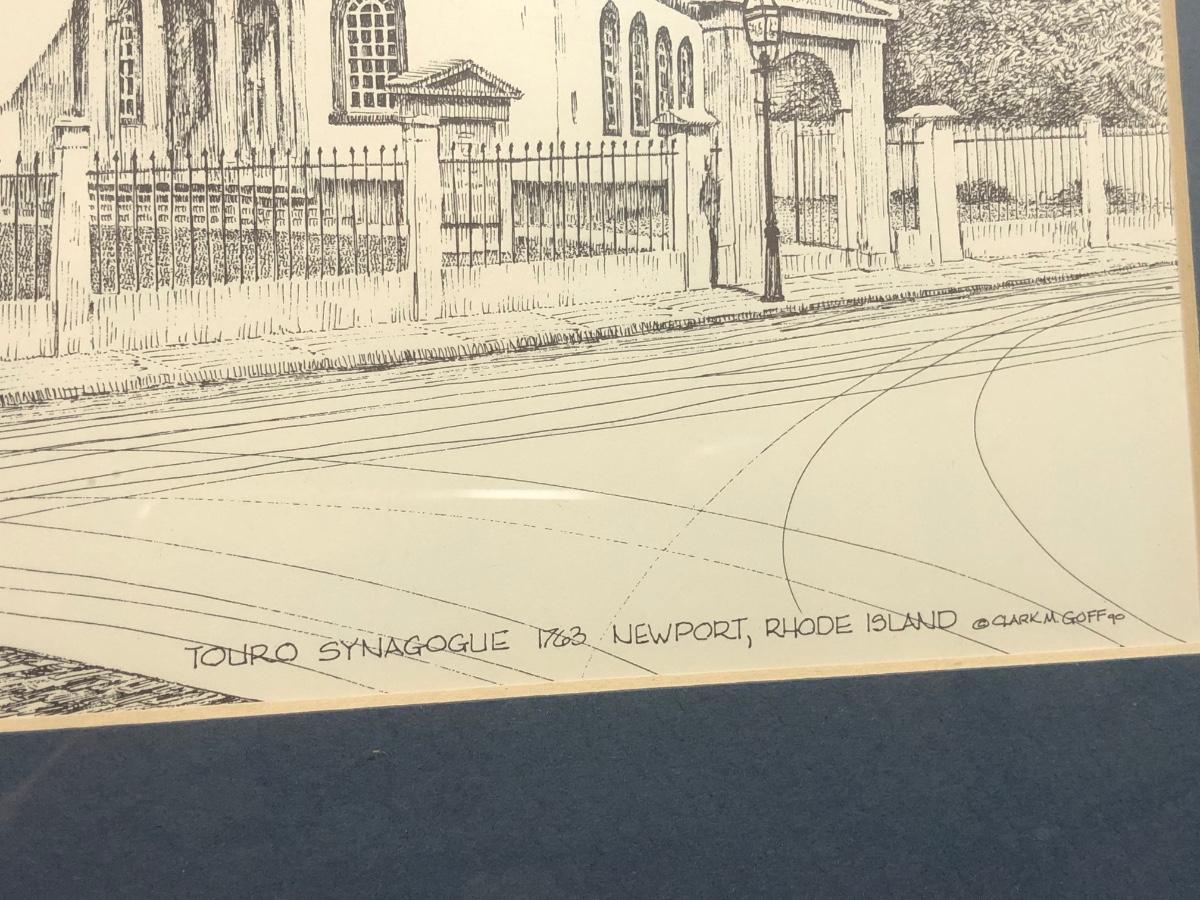 TOURO SYNAGOGUE 1763 NEWPORT, RHODE ISLAND © CLARK M. GOFF 90